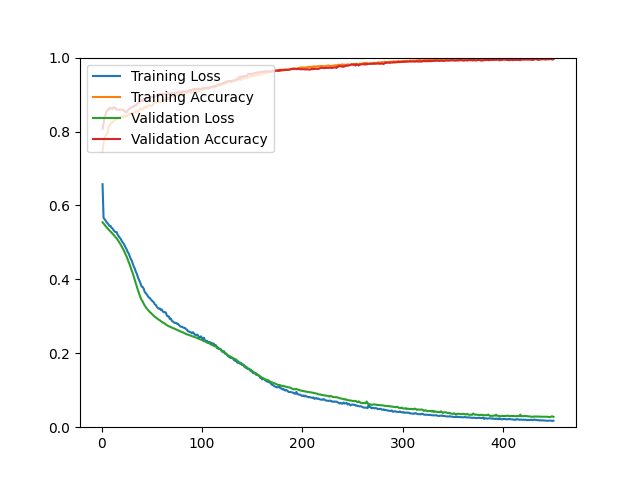 1.0
0.8
0.6
0.4
0.2
0.0
Training Loss
Training Accuracy
Validation Loss
Validation Accuracy
0 100 200 300 400